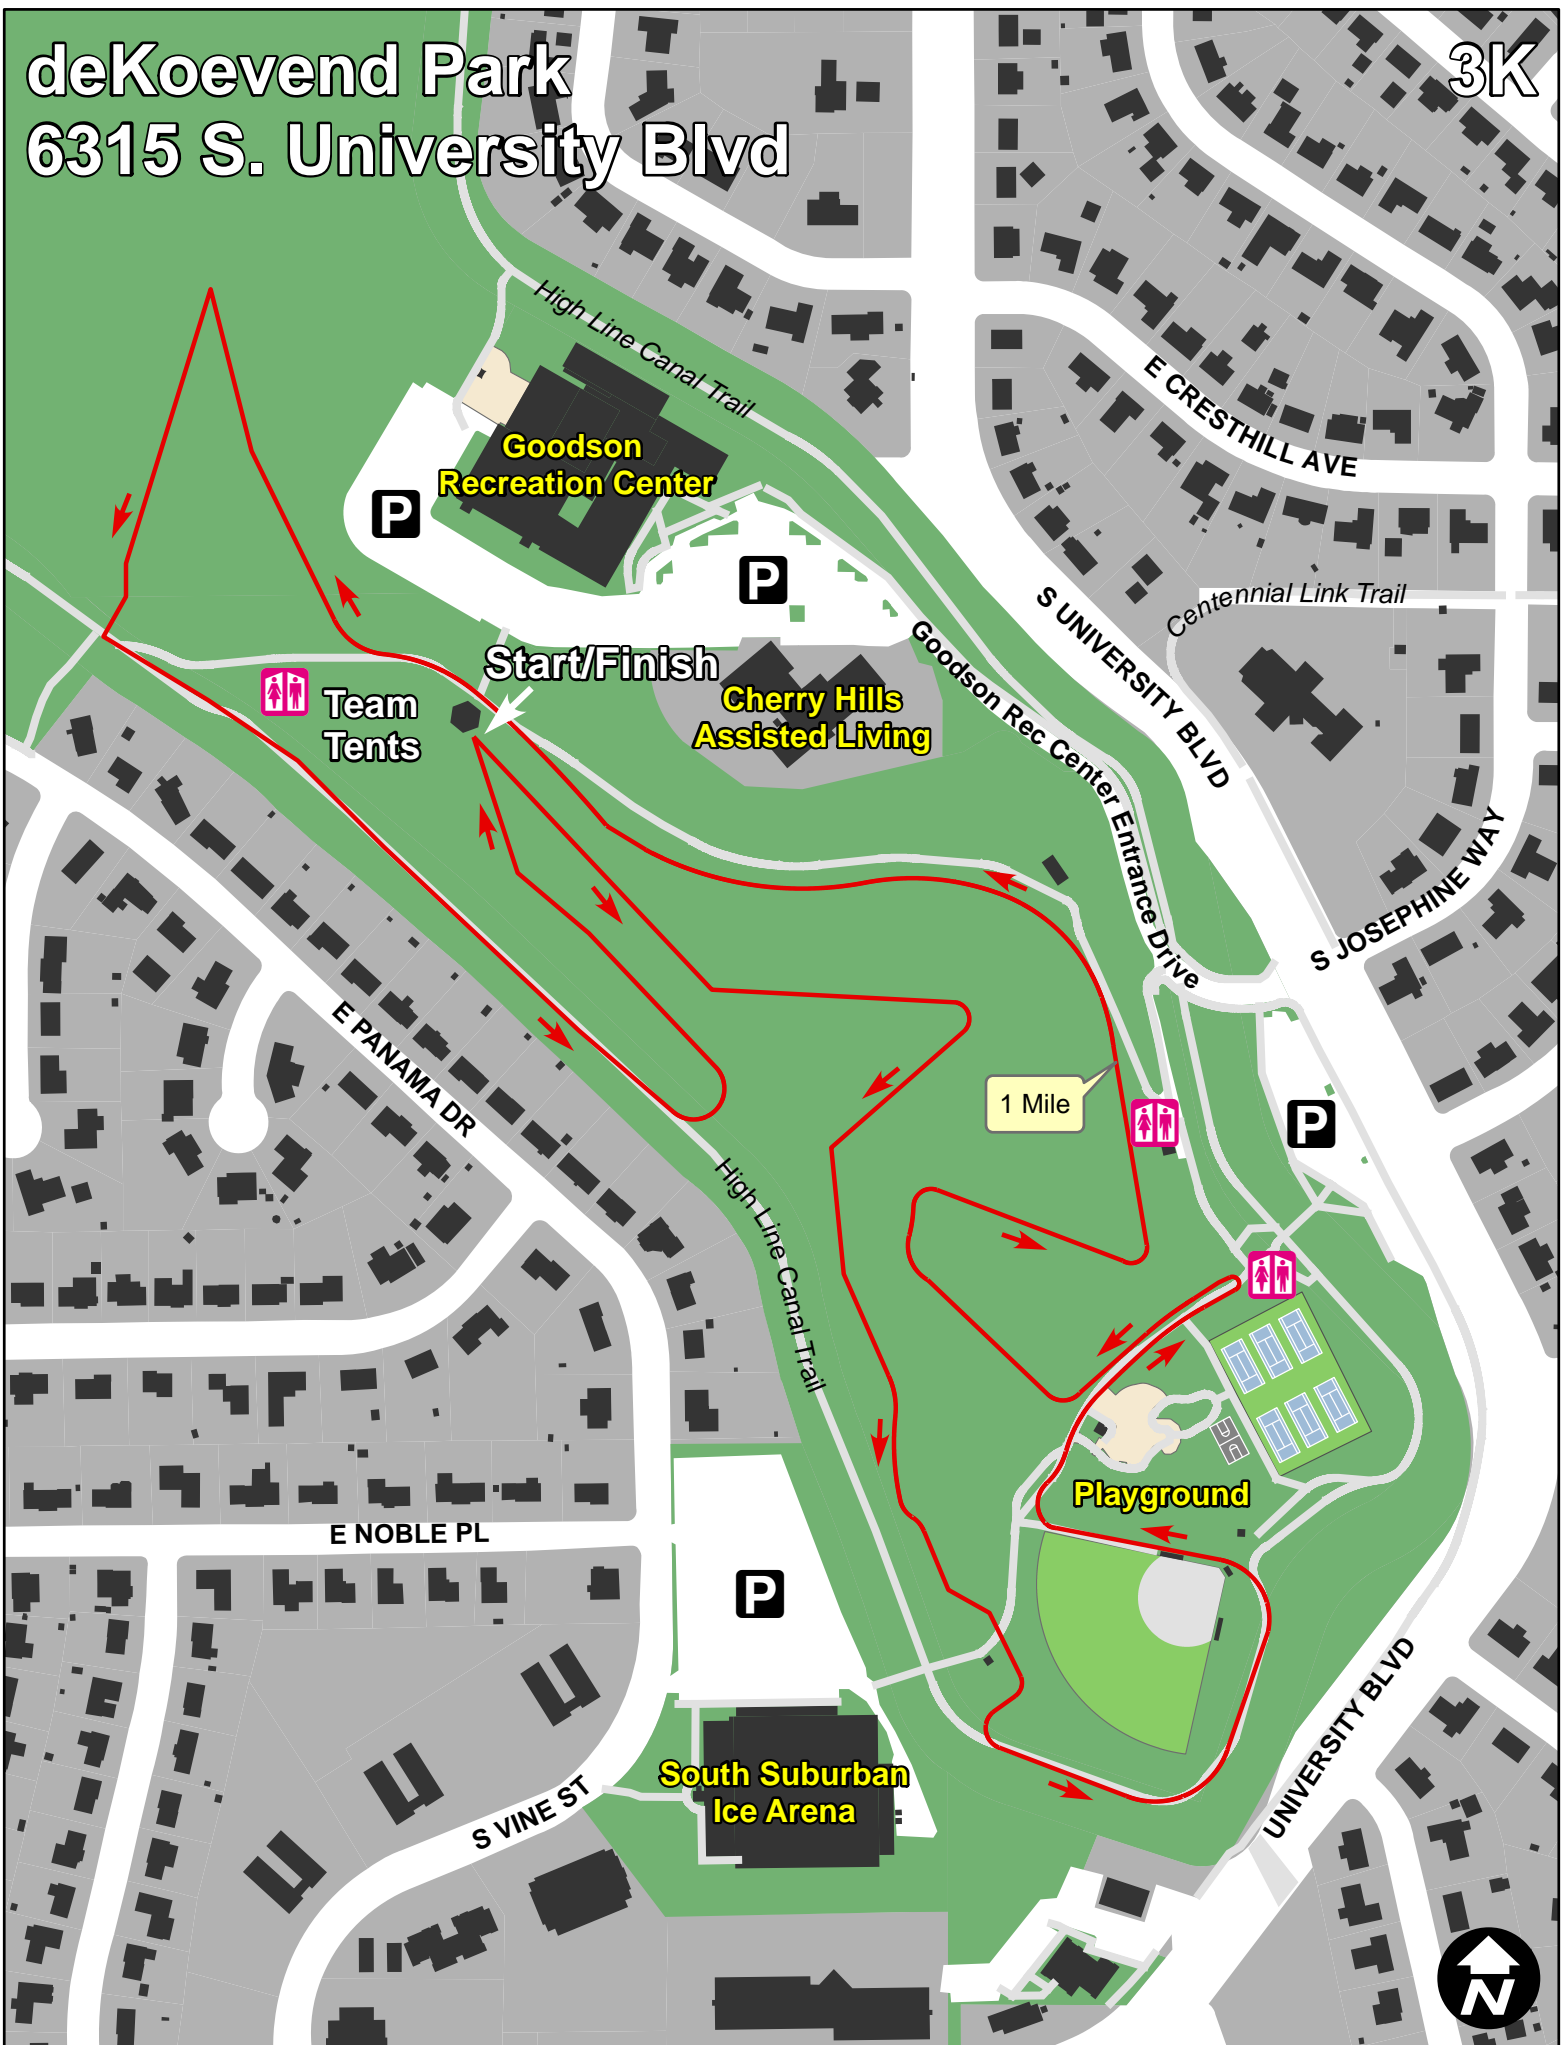 deKoevend Park
3K
6315 S. University Blvd
High Line Canal Trail
E CRESTHILL AVE
Goodson
Recreation Center
P
P
Centennial Link Trail
S UNIVERSITY BLVD
Goodson Rec Center Entrance Drive
Start/Finish
Team
Tents
Cherry Hills
Assisted Living
S JOSEPHINE WAY
E PANAMA DR
1 Mile
P
High Line Canal Trail
Playground
E NOBLE PL
P
UNIVERSITY BLVD
South Suburban
Ice Arena
S VINE ST
N